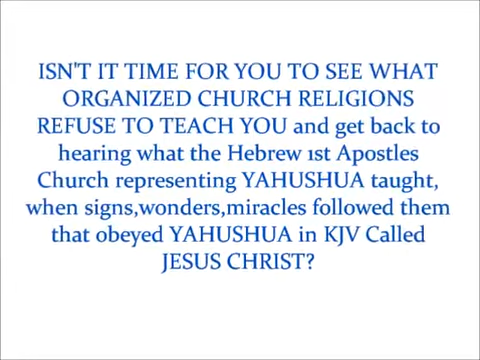 ISN'T IT TIME FOR YOU TO SEE WHAT
ORGANIZED CHURCH RELIGIONS
REFUSE TO TEACH YOU and get back to
hearing what the Hebrew 1st Apostles
Church representing YAHUSHUA taught,
when signs,wonders,miracles followed them
that obeyed YAHUSHUA in KJV Called
JESUS CHRIST?